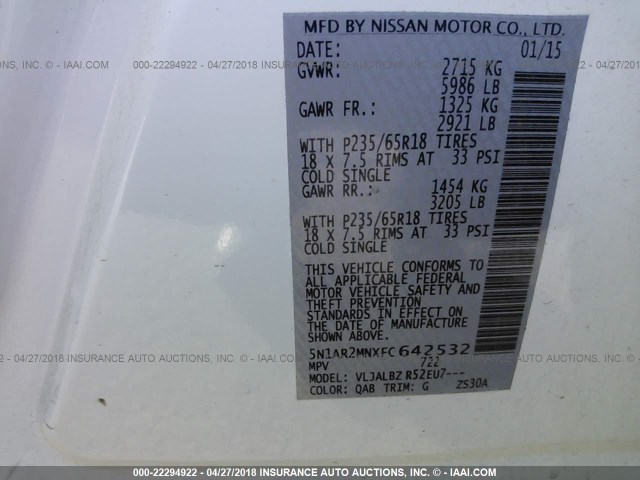 MFD BY NISSAN MOTOR CO., LTD.
DATE: 01/15
GVWR: 2715 KG
5986 LB
GAWR FR.: 1325 KG
2921 LB
WITH P235/65R18 TIRES
18 X 7.5 RIMS AT 33 PSI
COLD SINGLE
GAWR RR.: 1454 KG
3205 LB
WITH P235/65R18 TIRES
18 X 7.5 RIMS AT 33 PSI
COLD SINGLE
THIS VEHICLE CONFORMS TO
ALL APPLICABLE FEDERAL
MOTOR VEHICLE SAFETY AND
THEFT PREVENTION
STANDARDS IN EFFECT ON THE
DATE OF MANUFACTURE
SHOWN ABOVE.
5N1AR2MNXFC642532
MPV 722
MODEL: VLJALBZ R52EU7---
COLOR: QAB TRIM: G ZS30A
000-22294922 - 04/27/2018 INSURANCE AUTO AUCTIONS, INC. - © IAAI.COM